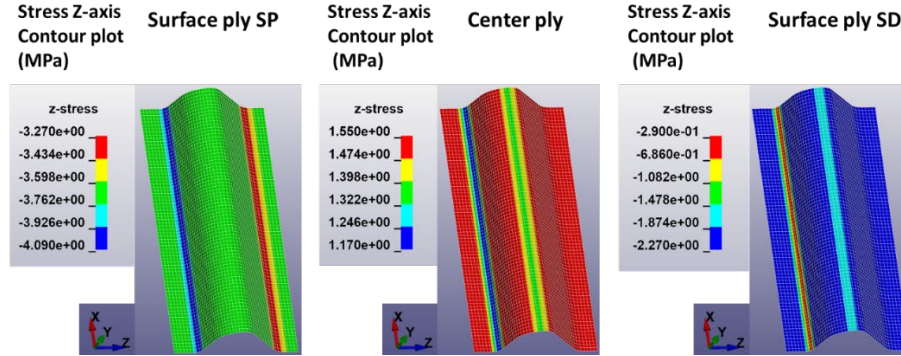 Stress Z-axis
Contour plot
(MPa)
Surface ply SP
z-stress
-3.270e+00
-3.434e+00
-3.598e+00
-3.762e+00
-3.926e+00
-4.090e+00
X
Y
Z
Stress Z-axis
Contour plot
(MPa)
Center ply
z-stress
1.550e+00
1.474e+00
1.398e+00
1.322e+00
1.246e+00
1.170e+00
X
Y
Z
Stress Z-axis
Contour plot
(MPa)
Surface ply SD
z-stress
-2.900e-01
-6.860e-01
-1.082e+00
-1.478e+00
-1.874e+00
-2.270e+00
X
Y
Z